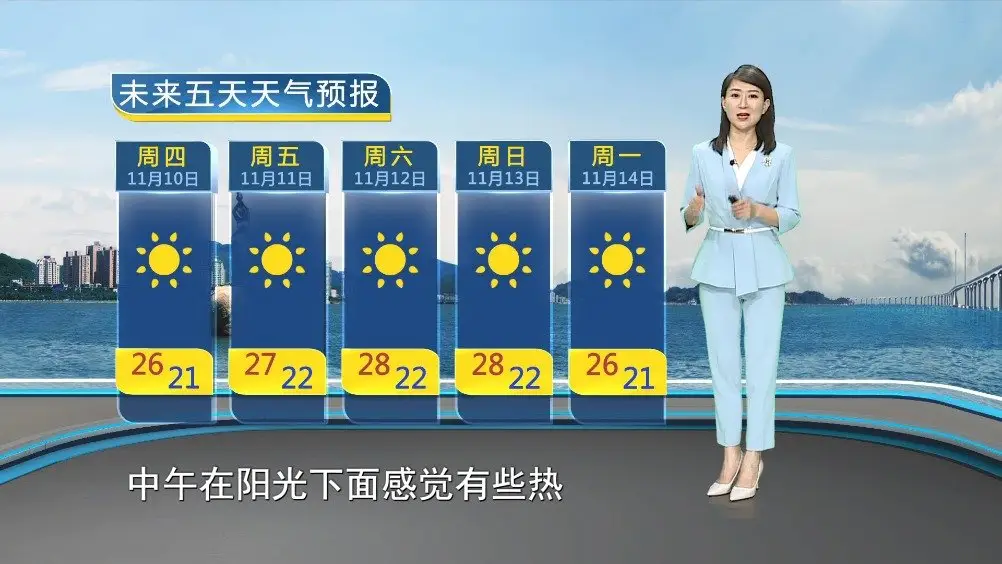 未来五天天气预报
周四 周五 周六 周日 周一
11月10日 11月11日 11月12日 11月13日 11月14日
26 27 28 28 26
21 22 22 22 21
中午在阳光下面感觉有些热